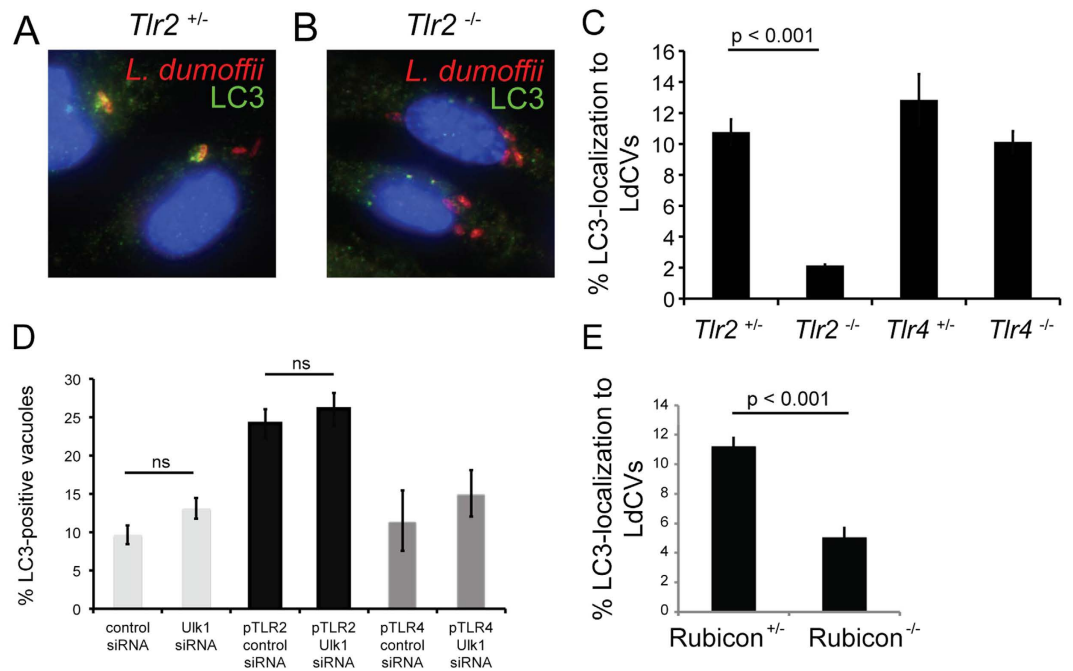 A
Tlr2 +/-
L. dumoffii
LC3
B
Tlr2 -/-
L. dumoffii
LC3
C
p < 0.001
% LC3-localization to
LdCVs
16
14
12
10
8
6
4
2
0
Tlr2 +/-
Tlr2 -/-
Tlr4 +/-
Tlr4 -/-
D
% LC3-positive vacuoles
30
25
20
15
10
5
0
ns
ns
control
siRNA
Ulk1
siRNA
pTLR2
control
siRNA
pTLR2
Ulk1
siRNA
pTLR4
control
siRNA
pTLR4
Ulk1
siRNA
E
p < 0.001
% LC3-localization to
LdCVs
14
12
10
8
6
4
2
0
Rubicon+/-
Rubicon-/-